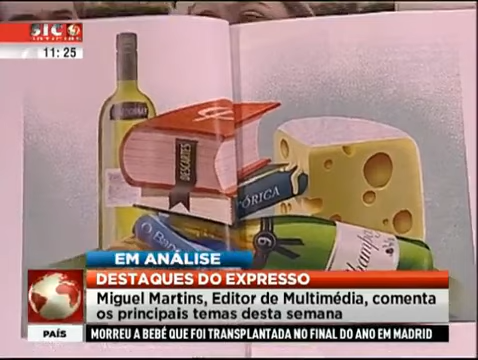 SIC
NOTÍCIAS
11:25
DESCARTES
O Ban
EM ANÁLISE
DESTAQUES DO EXPRESSO
Miguel Martins, Editor de Multimédia, comenta
os principais temas desta semana
PAÍS
MORREU A BEBÉ QUE FOI TRANSPLANTADA NO FINAL DO ANO EM MADRID